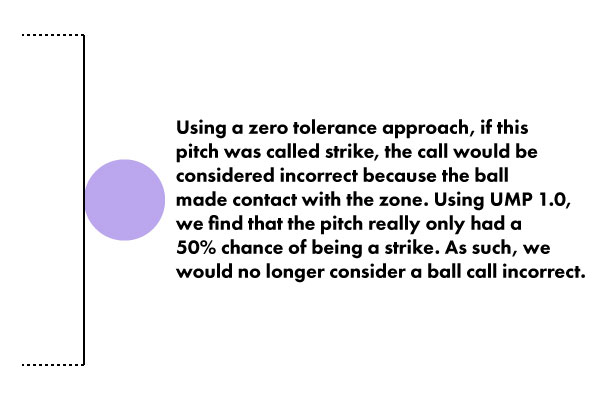 Using a zero tolerance approach, if this
pitch was called strike, the call would be
considered incorrect because the ball
made contact with the zone. Using UMP 1.0,
we find that the pitch really only had a
50% chance of being a strike. As such, we
would no longer consider a ball call incorrect.